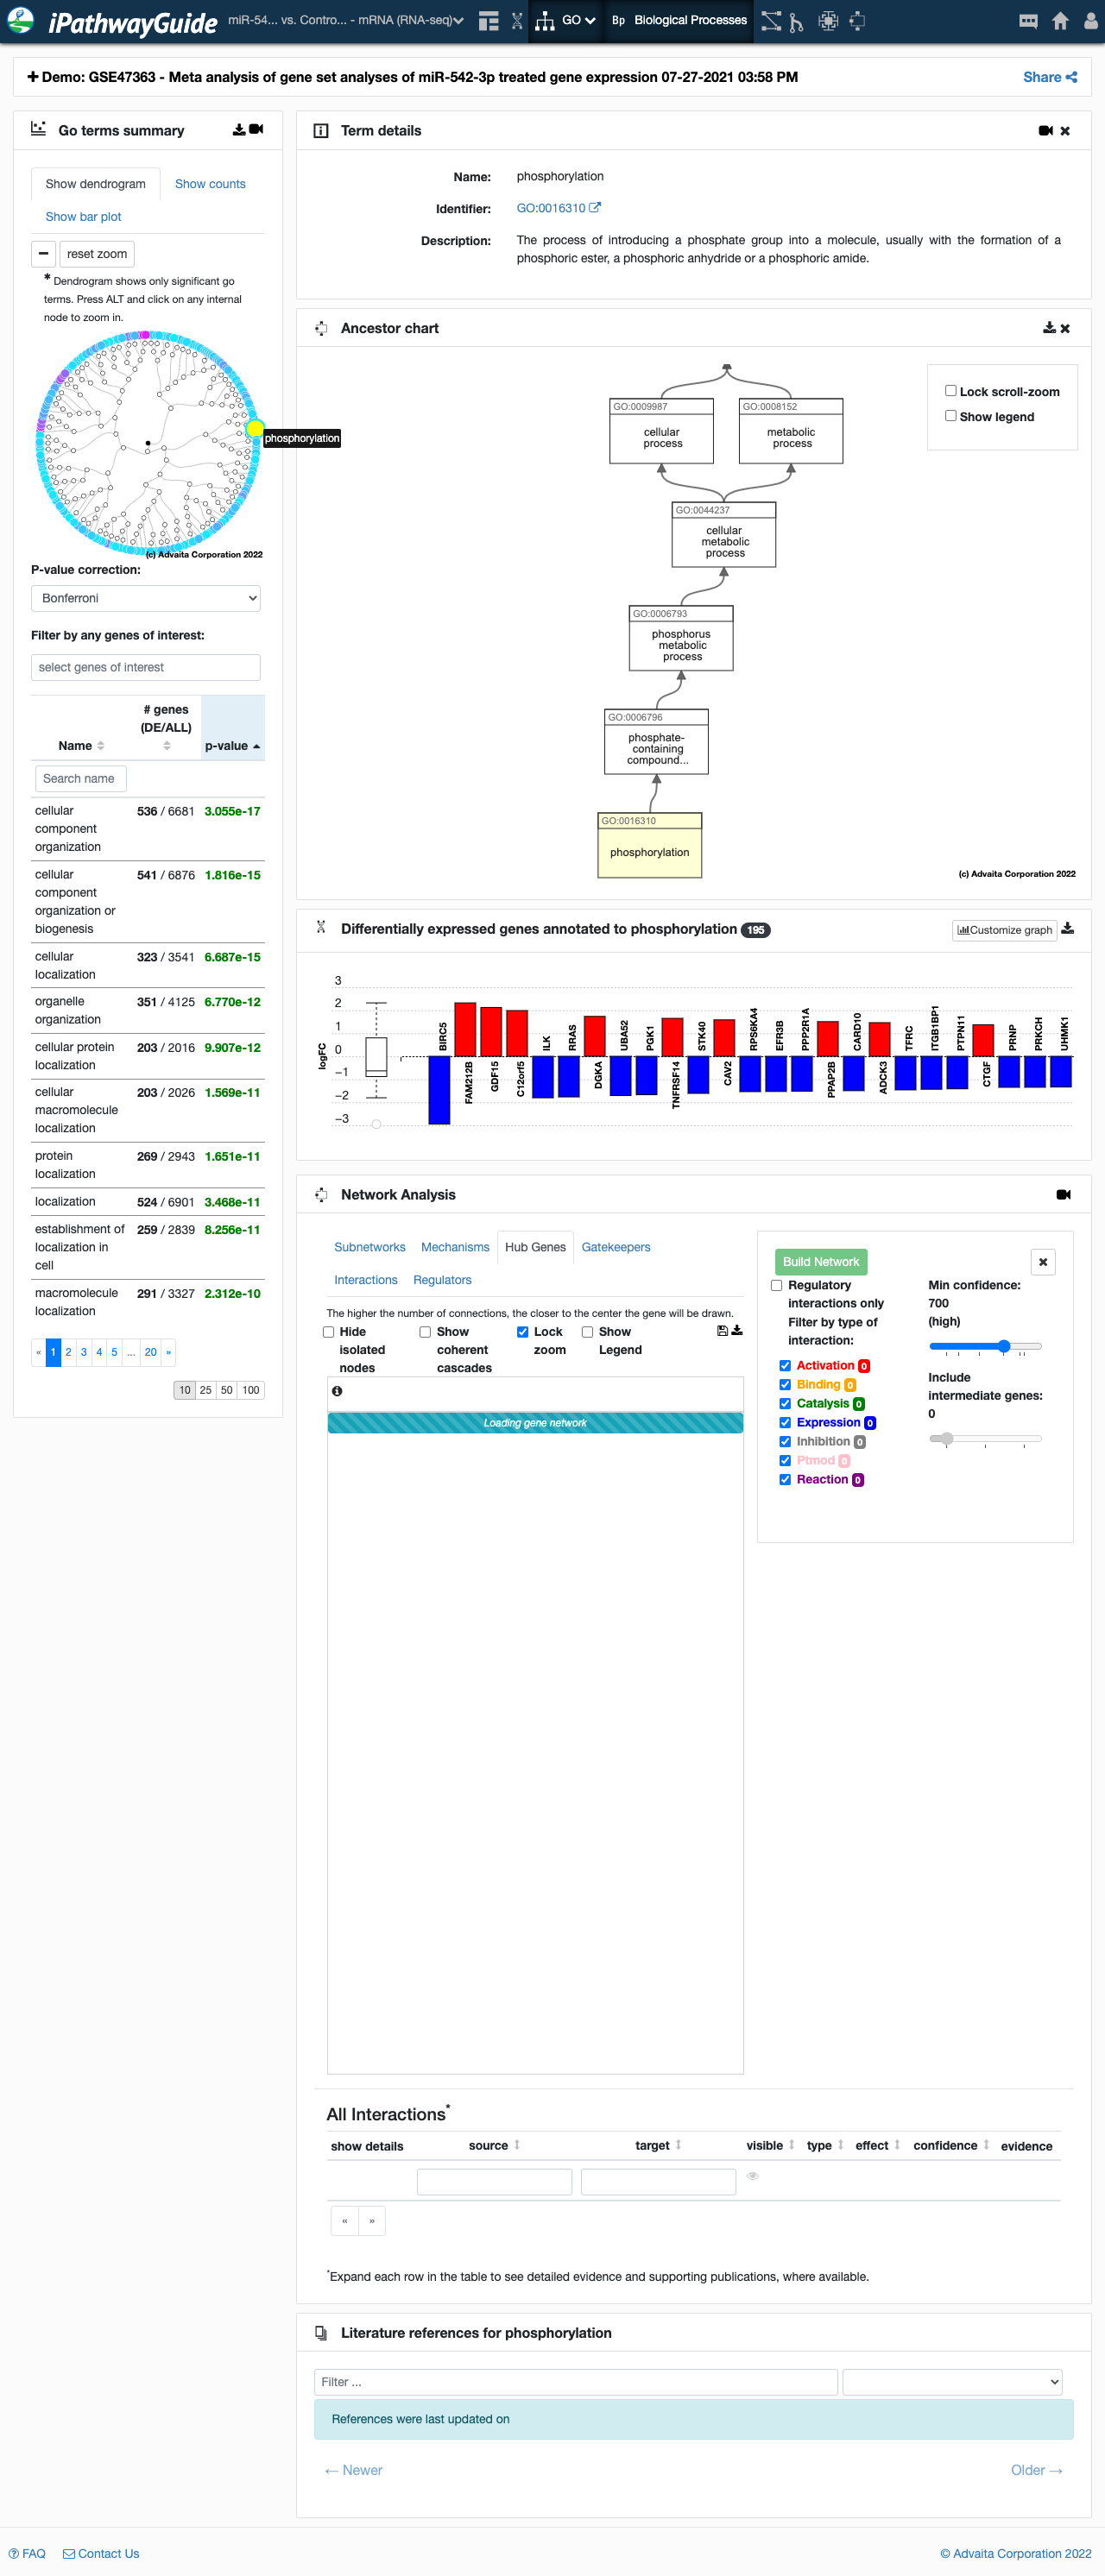 iPathwayGuide miR-54... vs. Contro... - mRNA (RNA-seq) GO Bp Biological Processes
Demo: GSE47363 - Meta analysis of gene set analyses of miR-542-3p treated gene expression 07-27-2021 03:58 PM Share
Go terms summary
Show dendrogram Show counts
Show bar plot
reset zoom
* Dendrogram shows only significant go
terms. Press ALT and click on any internal
node to zoom in.
phosphorylation
(c) Advaita Corporation 2022
P-value correction:
Bonferroni
Filter by any genes of interest:
select genes of interest
# genes
(DE/ALL)
Name p-value
Search name
cellular component organization 536 / 6681 3.055e-17
cellular component organization or biogenesis 541 / 6876 1.816e-15
cellular localization 323 / 3541 6.687e-15
organelle organization 351 / 4125 6.770e-12
cellular protein localization 203 / 2016 9.907e-12
cellular macromolecule localization 203 / 2026 1.569e-11
protein localization 269 / 2943 1.651e-11
localization 524 / 6901 3.468e-11
establishment of localization in cell 259 / 2839 8.256e-11
macromolecule localization 291 / 3327 2.312e-10
« 1 2 3 4 5 ... 20 »
10 25 50 100
Term details
Name: phosphorylation
Identifier: GO:0016310
Description: The process of introducing a phosphate group into a molecule, usually with the formation of a
phosphoric ester, a phosphoric anhydride or a phosphoric amide.
Ancestor chart
Lock scroll-zoom
Show legend
GO:0009987 GO:0008152
cellular process metabolic process
GO:0044237
cellular
metabolic
process
GO:0006793
phosphorus
metabolic
process
GO:0006796
phosphate-
containing
compound...
GO:0016310
phosphorylation
(c) Advaita Corporation 2022
Differentially expressed genes annotated to phosphorylation 195 Customize graph
logFC
3
2
1
0
−1
−2
−3
BIRC5 FAM212B GDF15 C12orf5 ILK RRAS DGKA UBA52 PGK1 TNFRSF14 STK40 CAV2 RPS6KA4 EFR3B PPP2R1A PPAP2B CARD10 ADCK3 TFRC ITGB1BP1 PTPN11 CTGF PRNP PRKCH UHMK1
Network Analysis
Subnetworks Mechanisms Hub Genes Gatekeepers
Interactions Regulators
The higher the number of connections, the closer to the center the gene will be drawn.
Hide isolated nodes Show coherent cascades Lock zoom Show Legend
Loading gene network
Build Network
Regulatory
interactions only
Filter by type of
interaction:
Activation 0
Binding 0
Catalysis 0
Expression 0
Inhibition 0
Ptmod 0
Reaction 0
Min confidence:
700
(high)
Include
intermediate genes:
0
All Interactions*
show details source target visible type effect confidence evidence
« »
*Expand each row in the table to see detailed evidence and supporting publications, where available.
Literature references for phosphorylation
Filter ...
References were last updated on
← Newer Older →
FAQ Contact Us © Advaita Corporation 2022